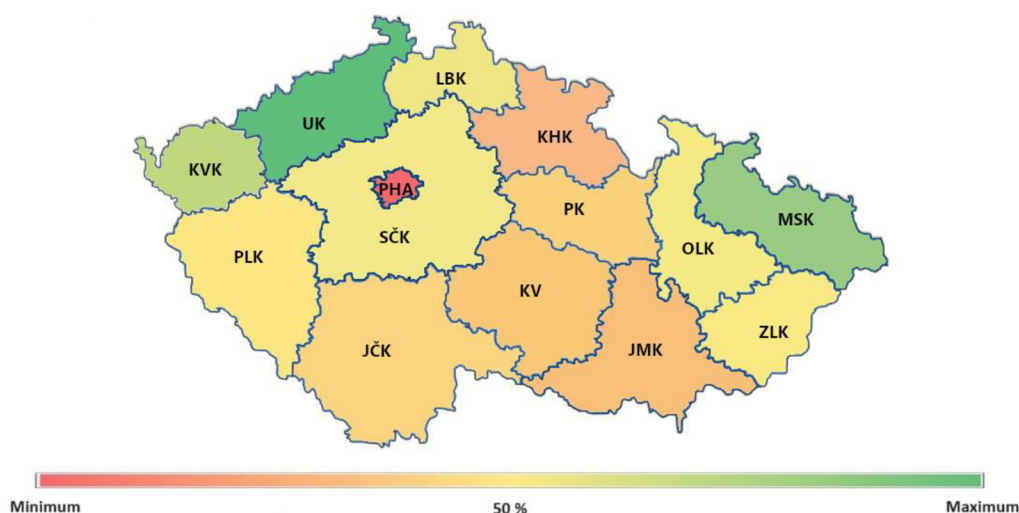 LBK
UK
KHK
KVK
PHA
PK
MSK
SČK
OLK
PLK
KV
ZLK
JČK
JMK
Minimum
50 %
Maximum